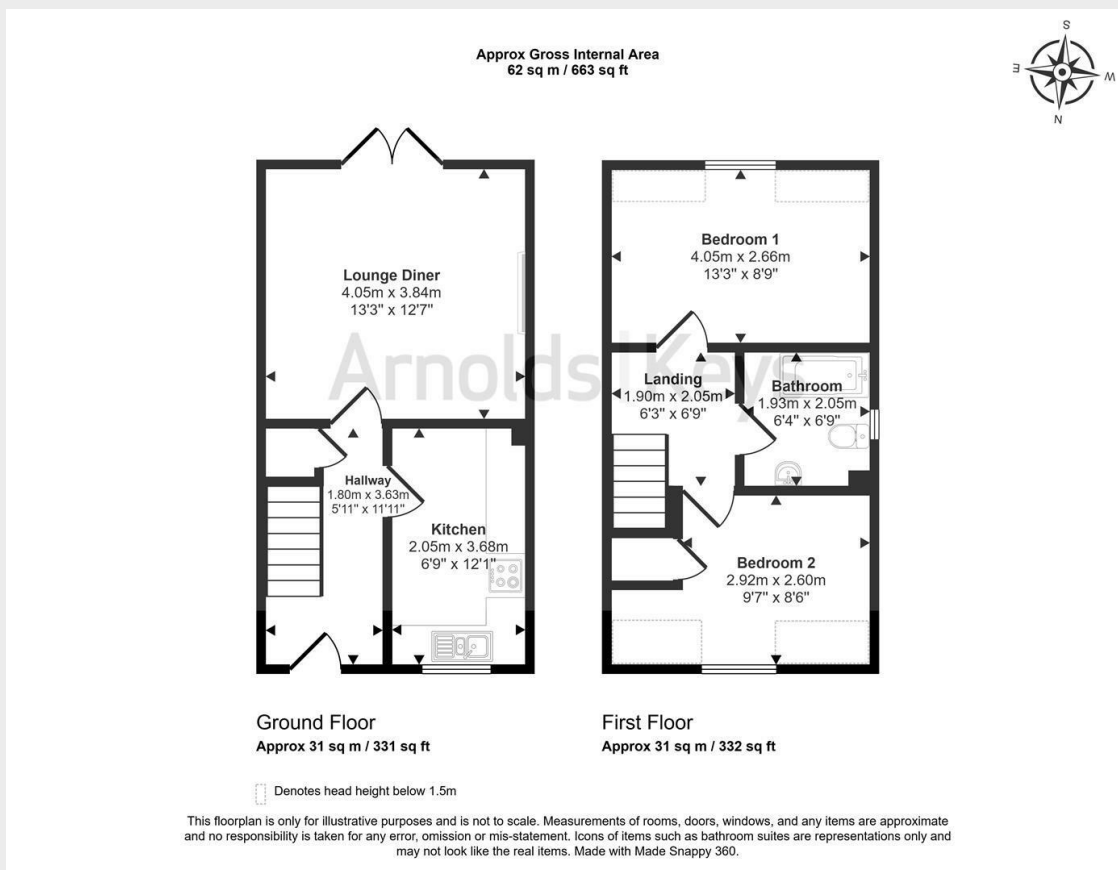 Approx Gross Internal Area
62 sq m / 663 sq ft
S
E
W
N
Lounge Diner
4.05m x 3.84m
13'3" x 12'7"
Bedroom 1
4.05m x 2.66m
13'3" x 8'9"
Arnolds | Keys
Landing
1.90m x 2.05m
6'3" x 6'9"
Bathroom
1.93m x 2.05m
6'4" x 6'9"
Hallway
1.80m x 3.63m
5'11" x 11'11"
Kitchen
2.05m x 3.68m
6'9" x 12'1"
Bedroom 2
2.92m x 2.60m
9'7" x 8'6"
Ground Floor
Approx 31 sq m / 331 sq ft
First Floor
Approx 31 sq m / 332 sq ft
Denotes head height below 1.5m
This floorplan is only for illustrative purposes and is not to scale. Measurements of rooms, doors, windows, and any items are approximate
and no responsibility is taken for any error, omission or mis-statement. Icons of items such as bathroom suites are representations only and
may not look like the real items. Made with Made Snappy 360.